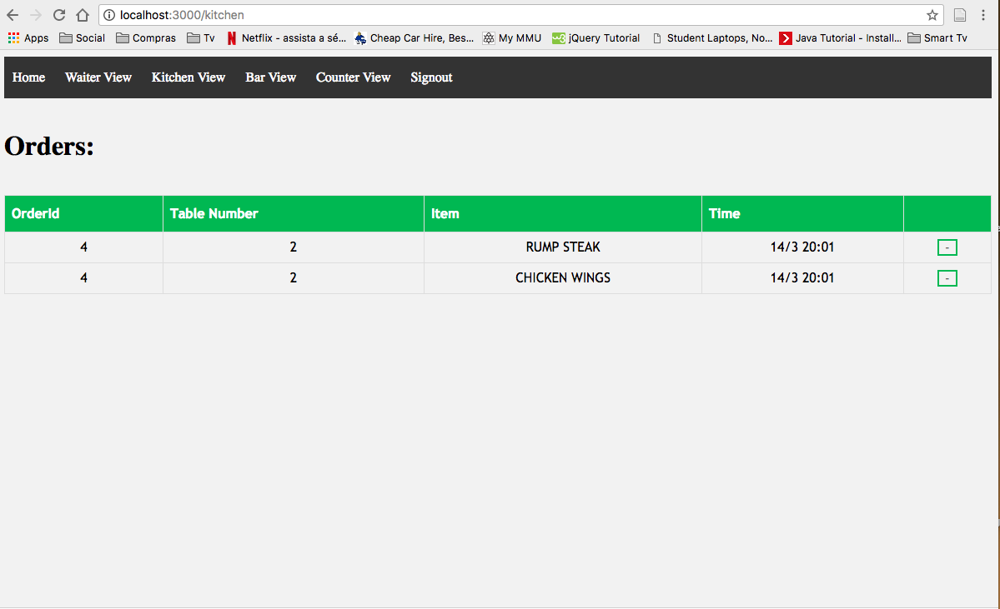 localhost:3000/kitchen
Apps Social Compras Tv Netflix - assista a sé... Cheap Car Hire, Bes... My MMU w3 jQuery Tutorial Student Laptops, No... Java Tutorial - Install... Smart Tv
Home Waiter View Kitchen View Bar View Counter View Signout
Orders:
OrderId Table Number Item Time
4 2 RUMP STEAK 14/3 20:01 -
4 2 CHICKEN WINGS 14/3 20:01 -